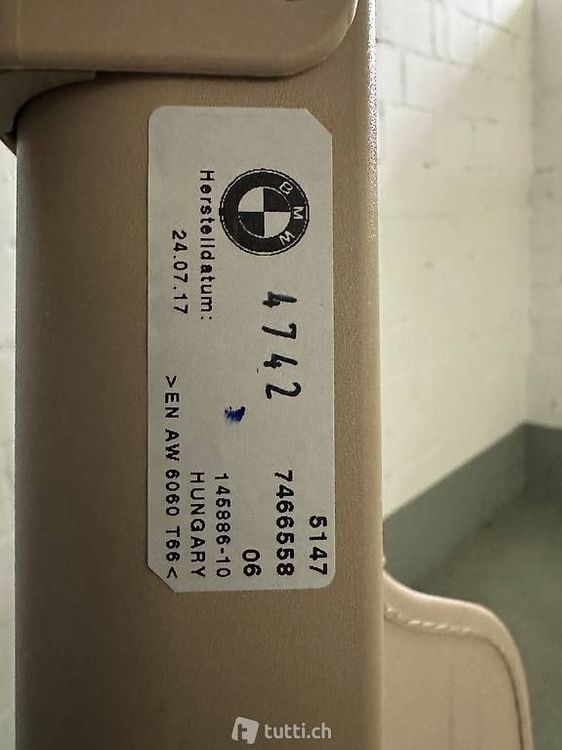 BMW
Herstelldatum:
24.07.17
4742
5147
7466558
06
145886-10
HUNGARY
>EN AW 6060 T66<
tutti.ch